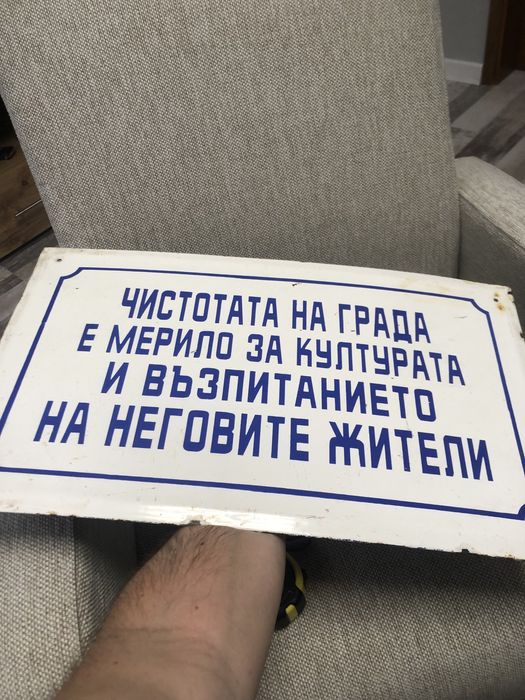 ЧИСТОТАТА НА ГРАДА
Е МЕРИЛО ЗА КУЛТУРАТА
И ВЪЗПИТАНИЕТО
НА НЕГОВИТЕ ЖИТЕЛИ